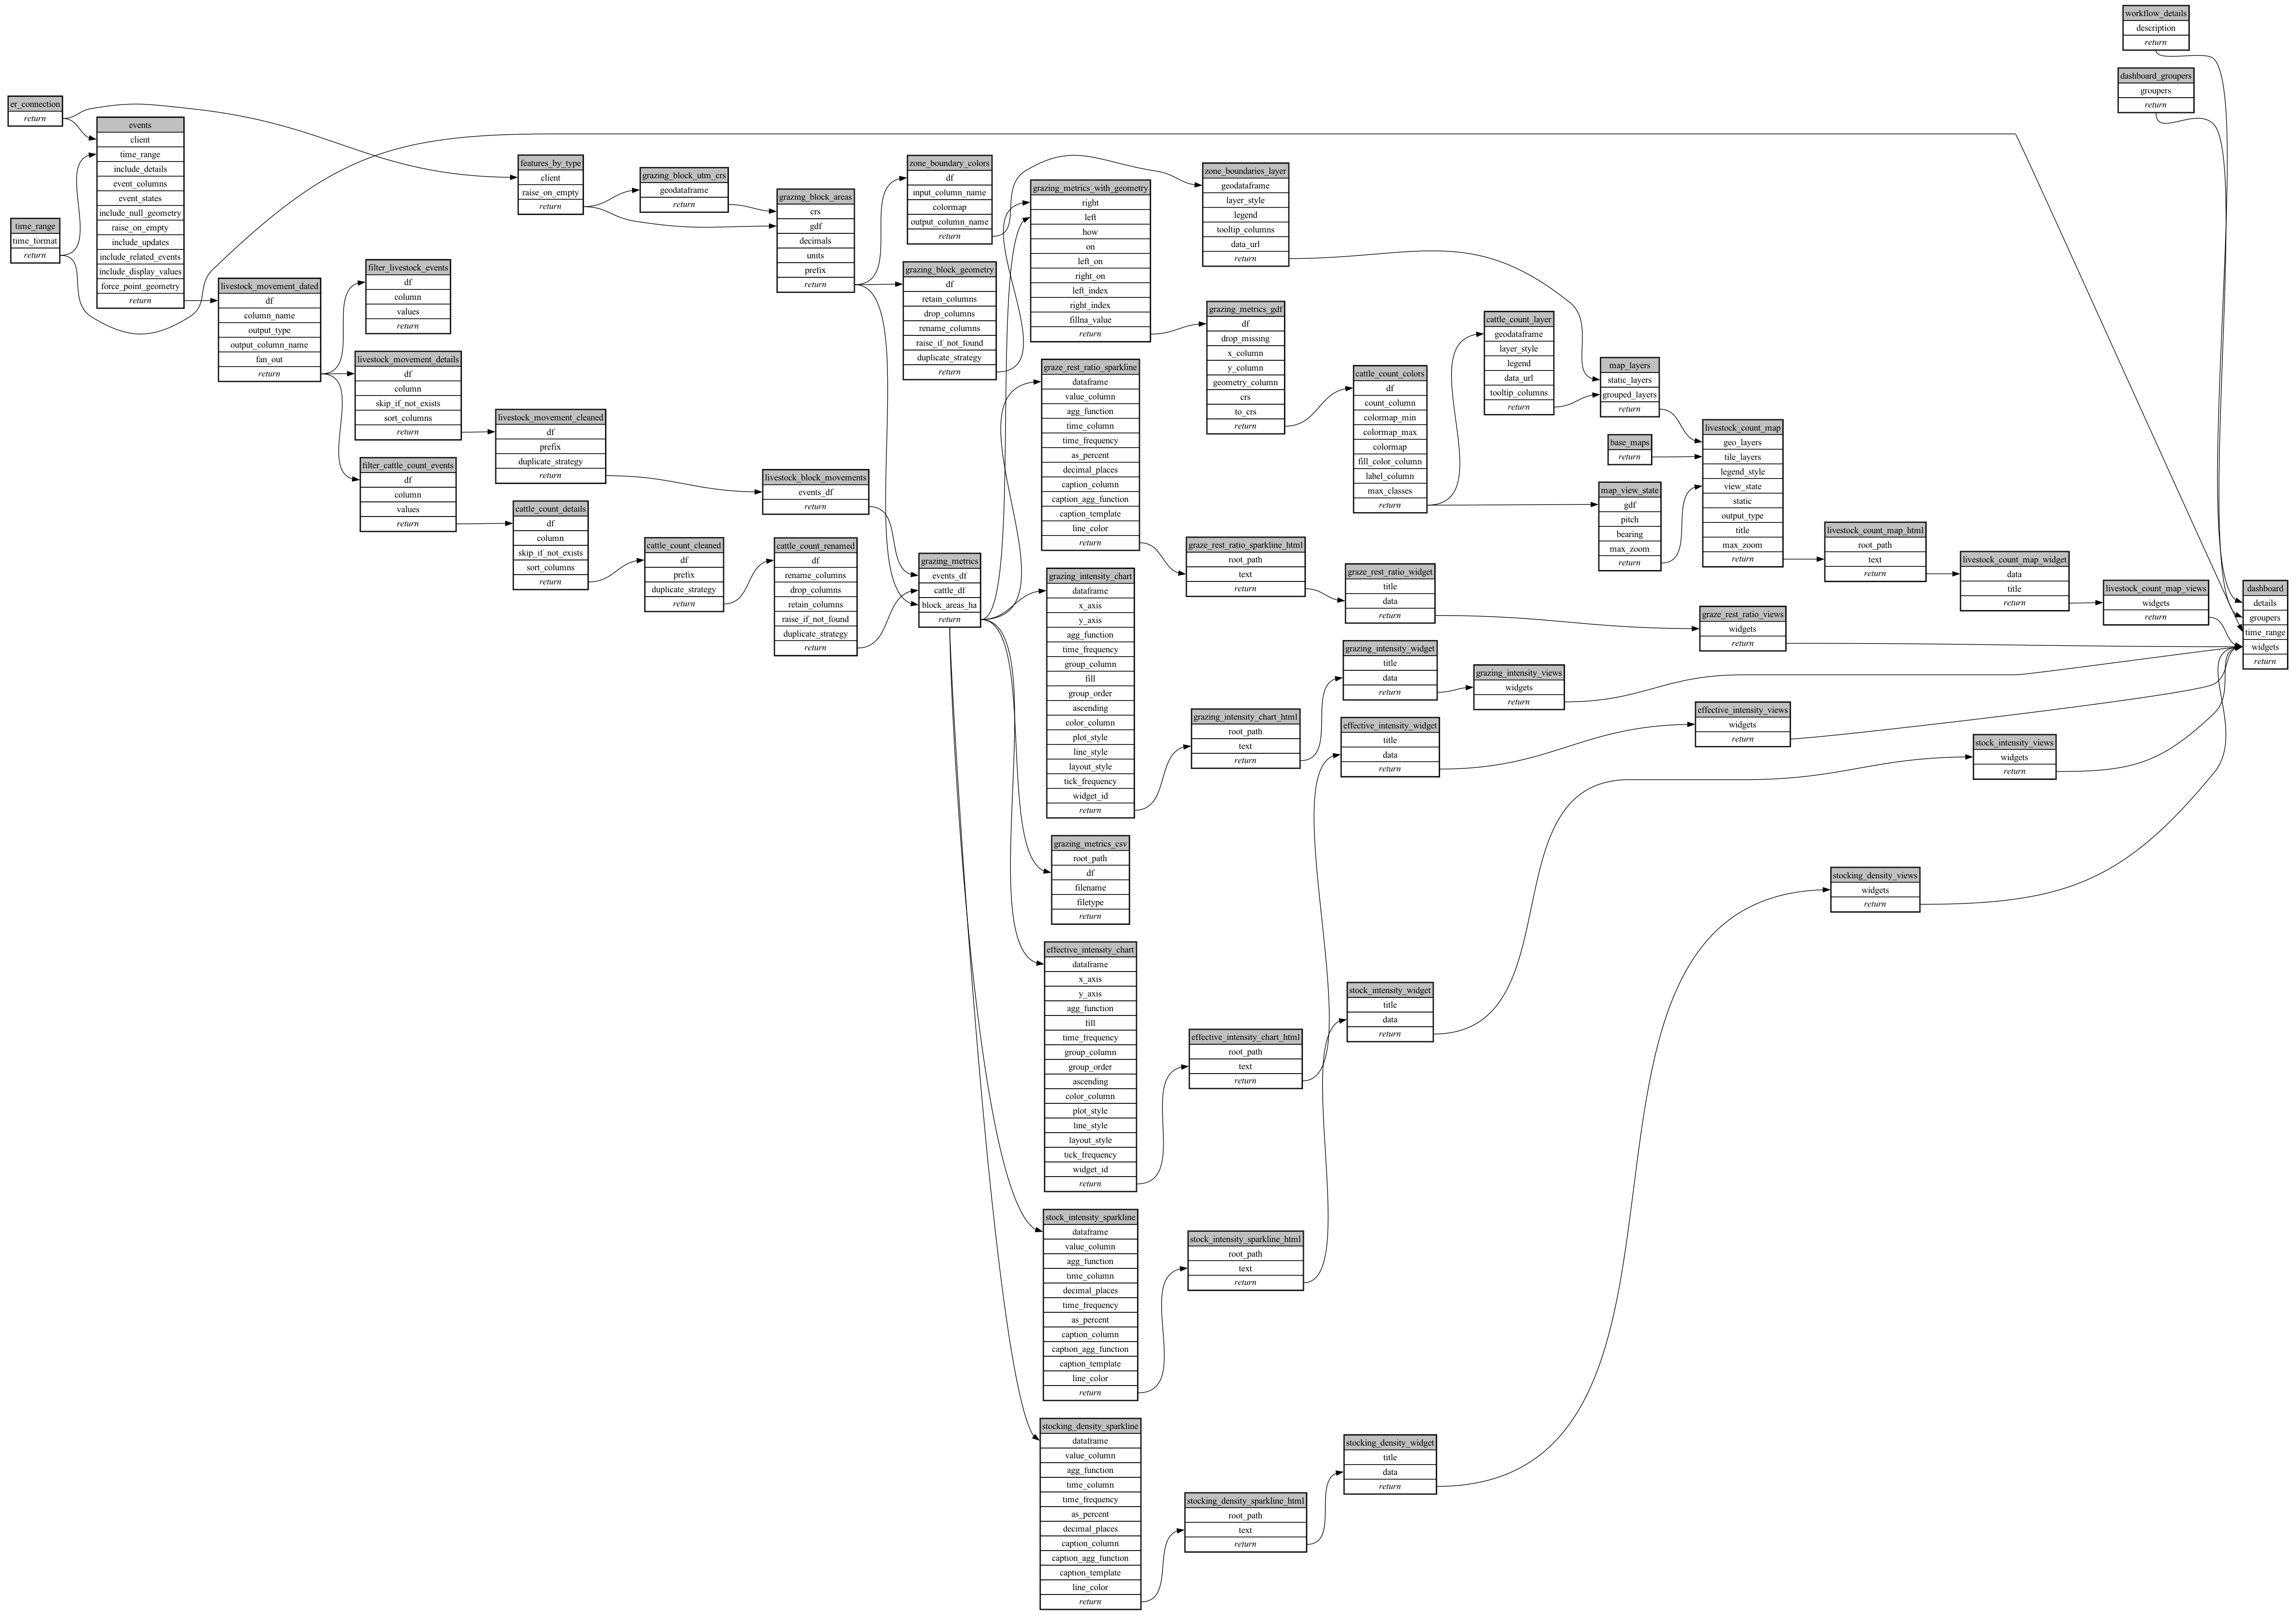 workflow_details
description
return
dashboard_groupers
groupers
return
er_connection
return
time_range
time_format
return
events
client
time_range
include_details
event_columns
event_states
include_null_geometry
raise_on_empty
include_updates
include_related_events
include_display_values
force_point_geometry
return
livestock_movement_dated
df
column_name
output_type
output_column_name
fan_out
return
filter_livestock_events
df
column
values
return
livestock_movement_details
df
column
skip_if_not_exists
sort_columns
return
filter_cattle_count_events
df
column
values
return
livestock_movement_cleaned
df
prefix
duplicate_strategy
return
cattle_count_details
df
column
skip_if_not_exists
sort_columns
return
features_by_type
client
raise_on_empty
return
grazing_block_utm_crs
geodataframe
return
cattle_count_cleaned
df
prefix
duplicate_strategy
return
grazing_block_areas
crs
gdf
decimals
units
prefix
return
livestock_block_movements
events_df
return
cattle_count_renamed
df
rename_columns
drop_columns
retain_columns
raise_if_not_found
duplicate_strategy
return
zone_boundary_colors
df
input_column_name
colormap
output_column_name
return
grazing_block_geometry
df
retain_columns
drop_columns
rename_columns
raise_if_not_found
duplicate_strategy
return
grazing_metrics
events_df
cattle_df
block_areas_ha
return
grazing_metrics_with_geometry
right
left
how
on
left_on
right_on
left_index
right_index
fillna_value
return
graze_rest_ratio_sparkline
dataframe
value_column
agg_function
time_column
time_frequency
as_percent
decimal_places
caption_column
caption_agg_function
caption_template
line_color
return
grazing_intensity_chart
dataframe
x_axis
y_axis
agg_function
time_frequency
group_column
fill
group_order
ascending
color_column
plot_style
line_style
layout_style
tick_frequency
widget_id
return
grazing_metrics_csv
root_path
df
filename
filetype
return
effective_intensity_chart
dataframe
x_axis
y_axis
agg_function
fill
time_frequency
group_column
group_order
ascending
color_column
plot_style
line_style
layout_style
tick_frequency
widget_id
return
stock_intensity_sparkline
dataframe
value_column
agg_function
time_column
decimal_places
time_frequency
as_percent
caption_column
caption_agg_function
caption_template
line_color
return
stocking_density_sparkline
dataframe
value_column
agg_function
time_column
time_frequency
as_percent
decimal_places
caption_column
caption_agg_function
caption_template
line_color
return
zone_boundaries_layer
geodataframe
layer_style
legend
tooltip_columns
data_url
return
grazing_metrics_gdf
df
drop_missing
x_column
y_column
geometry_column
crs
to_crs
return
graze_rest_ratio_sparkline_html
root_path
text
return
grazing_intensity_chart_html
root_path
text
return
effective_intensity_chart_html
root_path
text
return
stock_intensity_sparkline_html
root_path
text
return
stocking_density_sparkline_html
root_path
text
return
cattle_count_colors
df
count_column
colormap_min
colormap_max
colormap
fill_color_column
label_column
max_classes
return
graze_rest_ratio_widget
title
data
return
grazing_intensity_widget
title
data
return
effective_intensity_widget
title
data
return
stock_intensity_widget
title
data
return
stocking_density_widget
title
data
return
cattle_count_layer
geodataframe
layer_style
legend
data_url
tooltip_columns
return
grazing_intensity_views
widgets
return
map_layers
static_layers
grouped_layers
return
base_maps
return
map_view_state
gdf
pitch
bearing
max_zoom
return
livestock_count_map
geo_layers
tile_layers
legend_style
view_state
static
output_type
title
max_zoom
return
graze_rest_ratio_views
widgets
return
effective_intensity_views
widgets
return
livestock_count_map_html
root_path
text
return
stocking_density_views
widgets
return
livestock_count_map_widget
data
title
return
stock_intensity_views
widgets
return
livestock_count_map_views
widgets
return
dashboard
details
groupers
time_range
widgets
return